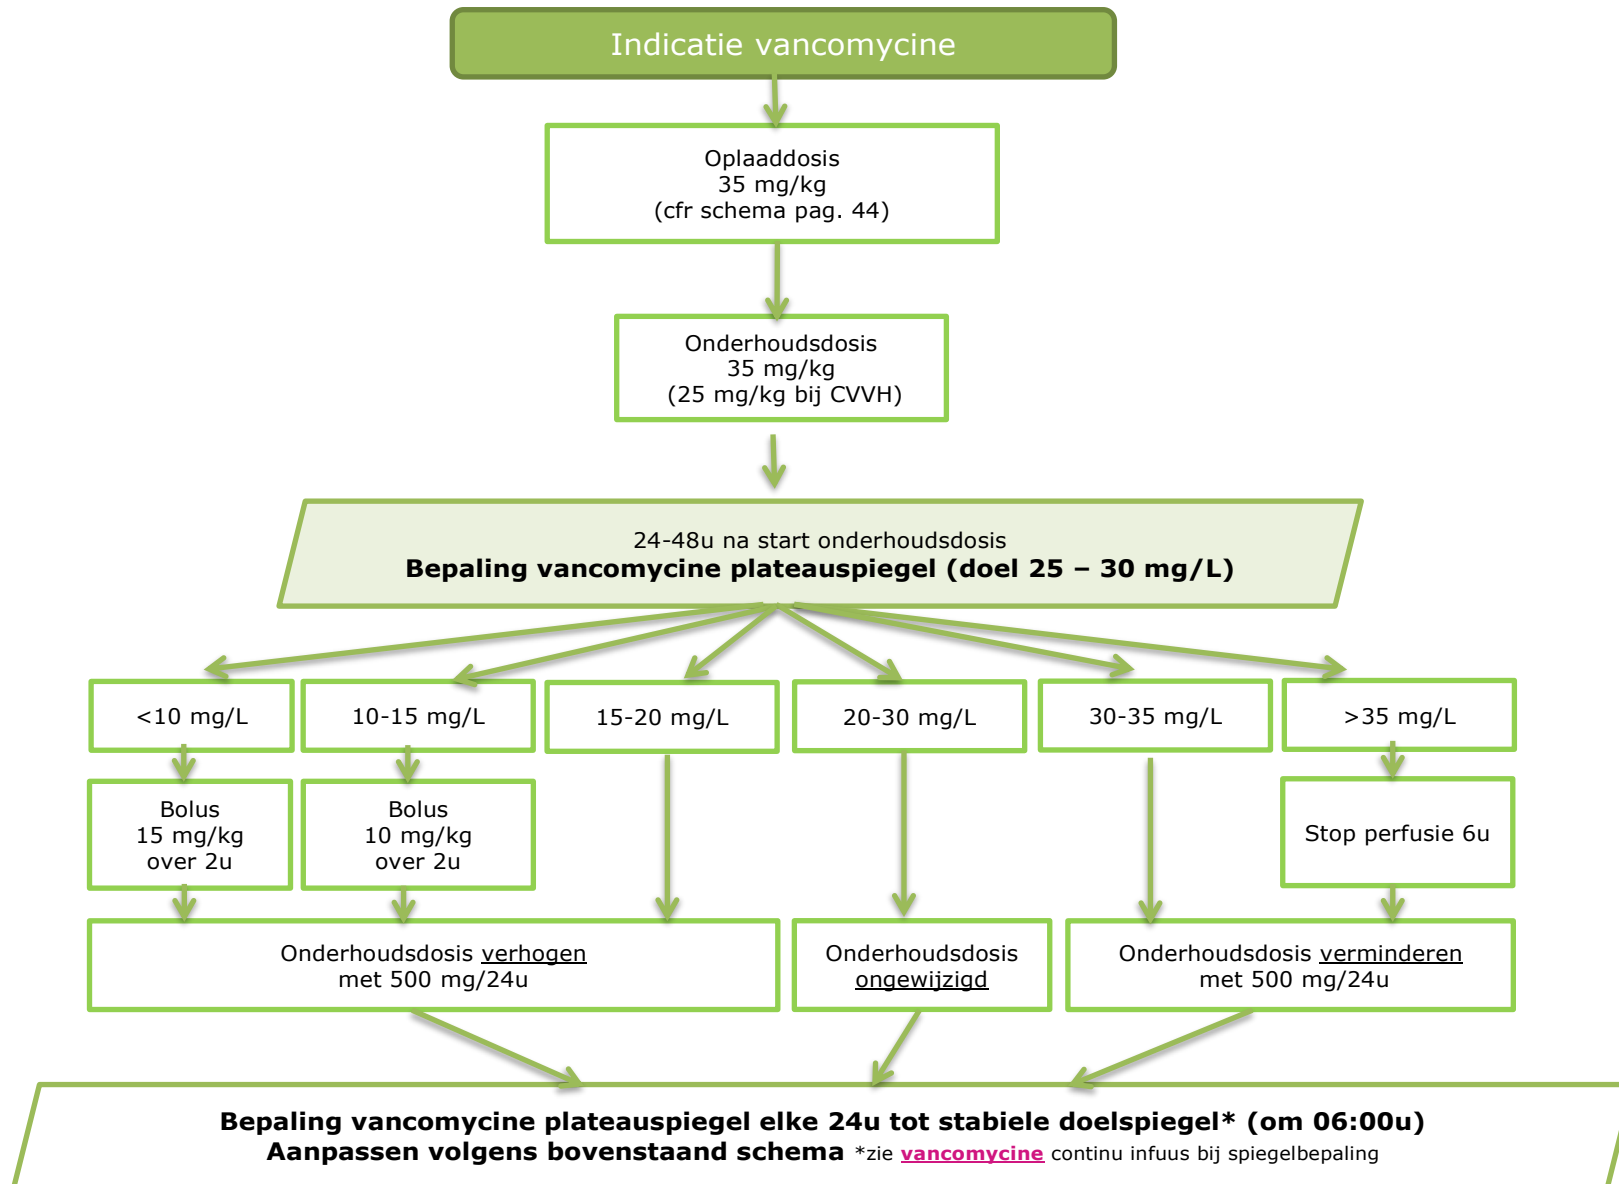 Indicatie vancomycine
Oplaaddosis
35 mg/kg
(cfr schema pag. 44)
Onderhoudsdosis
35 mg/kg
(25 mg/kg bij CVVH)
24-48u na start onderhoudsdosis
Bepaling vancomycine plateauspiegel (doel 25 – 30 mg/L)
<10 mg/L
10-15 mg/L
15-20 mg/L
20-30 mg/L
30-35 mg/L
>35 mg/L
Bolus
15 mg/kg
over 2u
Bolus
10 mg/kg
over 2u
Stop perfusie 6u
Onderhoudsdosis verhogen
met 500 mg/24u
Onderhoudsdosis
ongewijzigd
Onderhoudsdosis verminderen
met 500 mg/24u
Bepaling vancomycine plateauspiegel elke 24u tot stabiele doelspiegel* (om 06:00u)
Aanpassen volgens bovenstaand schema *zie vancomycine continu infuus bij spiegelbepaling